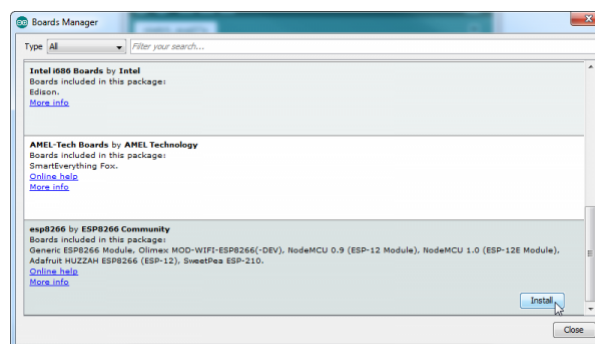 Boards Manager
Type All Filter your search...
Intel i686 Boards by Intel
Boards included in this package:
Edison.
More info
AMEL-Tech Boards by AMEL Technology
Boards included in this package:
SmartEverything Fox.
Online help
More info
esp8266 by ESP8266 Community
Boards included in this package:
Generic ESP8266 Module, Olimex MOD-WIFI-ESP8266(-DEV), NodeMCU 0.9 (ESP-12 Module), NodeMCU 1.0 (ESP-12E Module),
Adafruit HUZZAH ESP8266 (ESP-12), SweetPea ESP-210.
Online help
More info
Install
Close